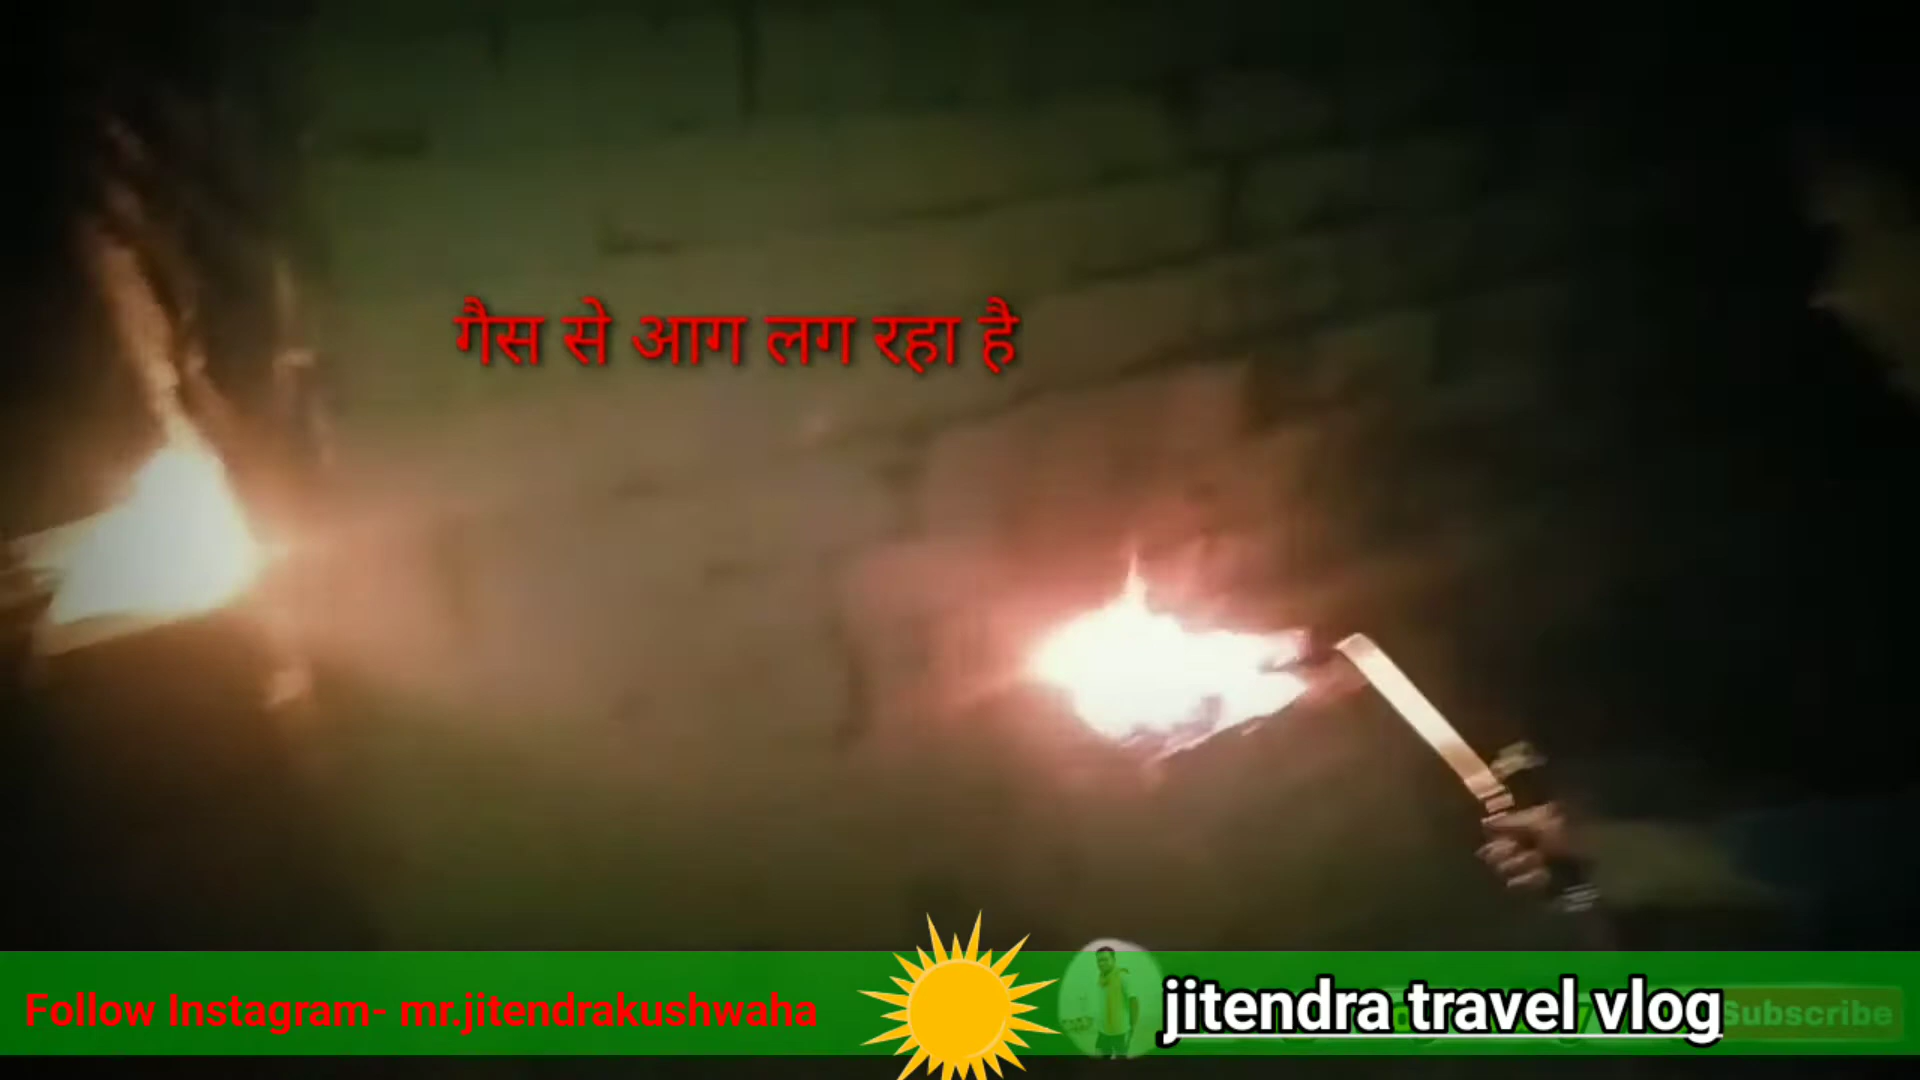 गैस से आग लग रहा है
Follow Instagram- mr.jitendrakushwaha
jitendra travel vlog
Subscribe